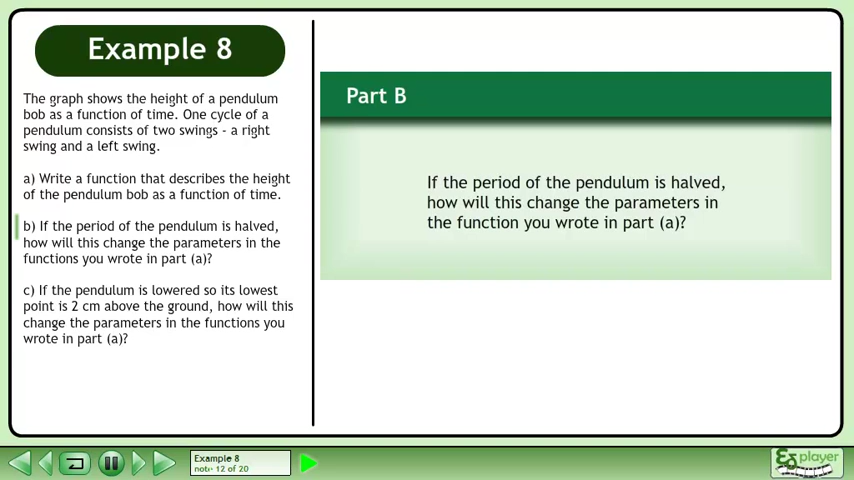 Example 8
The graph shows the height of a pendulum
bob as a function of time. One cycle of a
pendulum consists of two swings - a right
swing and a left swing.
a) Write a function that describes the height
of the pendulum bob as a function of time.
b) If the period of the pendulum is halved,
how will this change the parameters in the
functions you wrote in part (a)?
c) If the pendulum is lowered so its lowest
point is 2 cm above the ground, how will this
change the parameters in the functions you
wrote in part (a)?
Part B
If the period of the pendulum is halved,
how will this change the parameters in
the function you wrote in part (a)?
Example 8
note 12 of 20
player